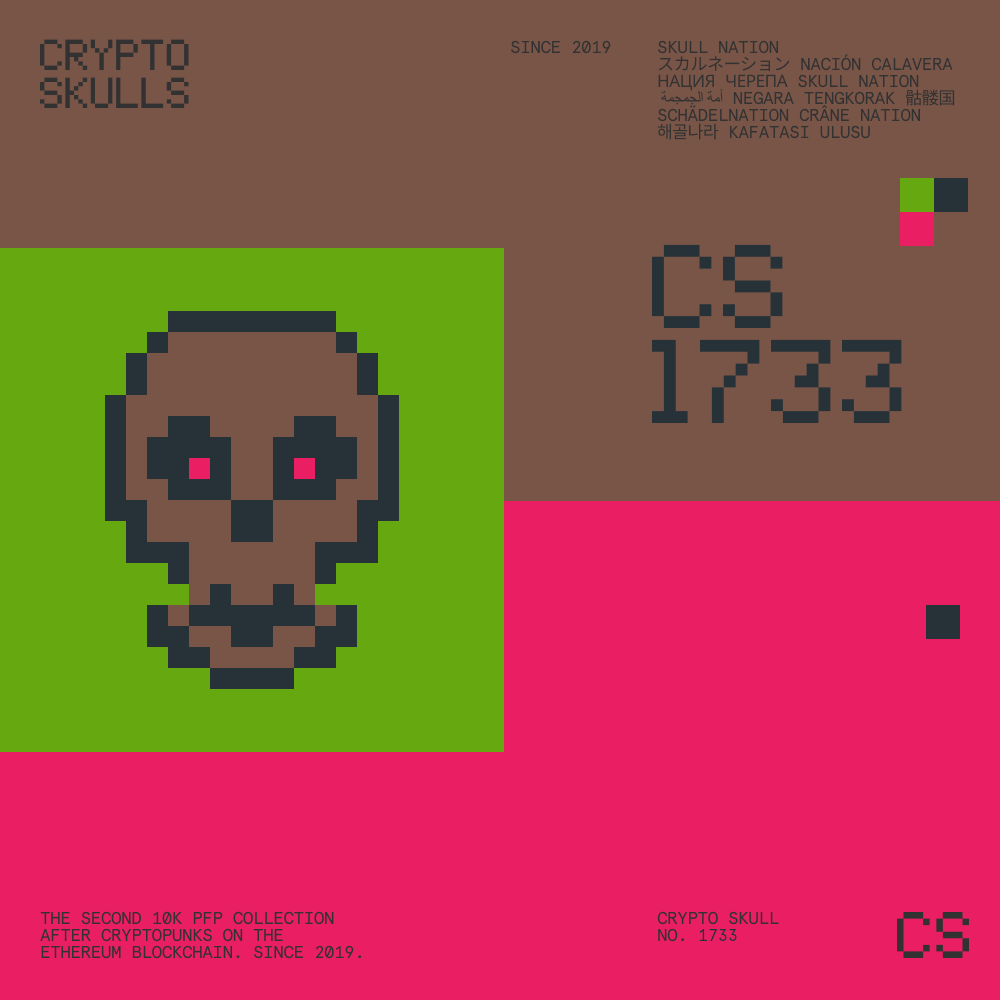 CRYPTO
SKULLS
SINCE 2019
SKULL NATION
スカルネーション NACIÓN CALAVERA
НАЦИЯ ЧЕРЕПА SKULL NATION
أمة الجمجمة NEGARA TENGKORAK 骷髅国
SCHÄDELNATION CRÂNE NATION
해골나라 KAFATASI ULUSU
CS
1733
THE SECOND 10K PFP COLLECTION
AFTER CRYPTOPUNKS ON THE
ETHEREUM BLOCKCHAIN. SINCE 2019.
CRYPTO SKULL
NO. 1733
CS